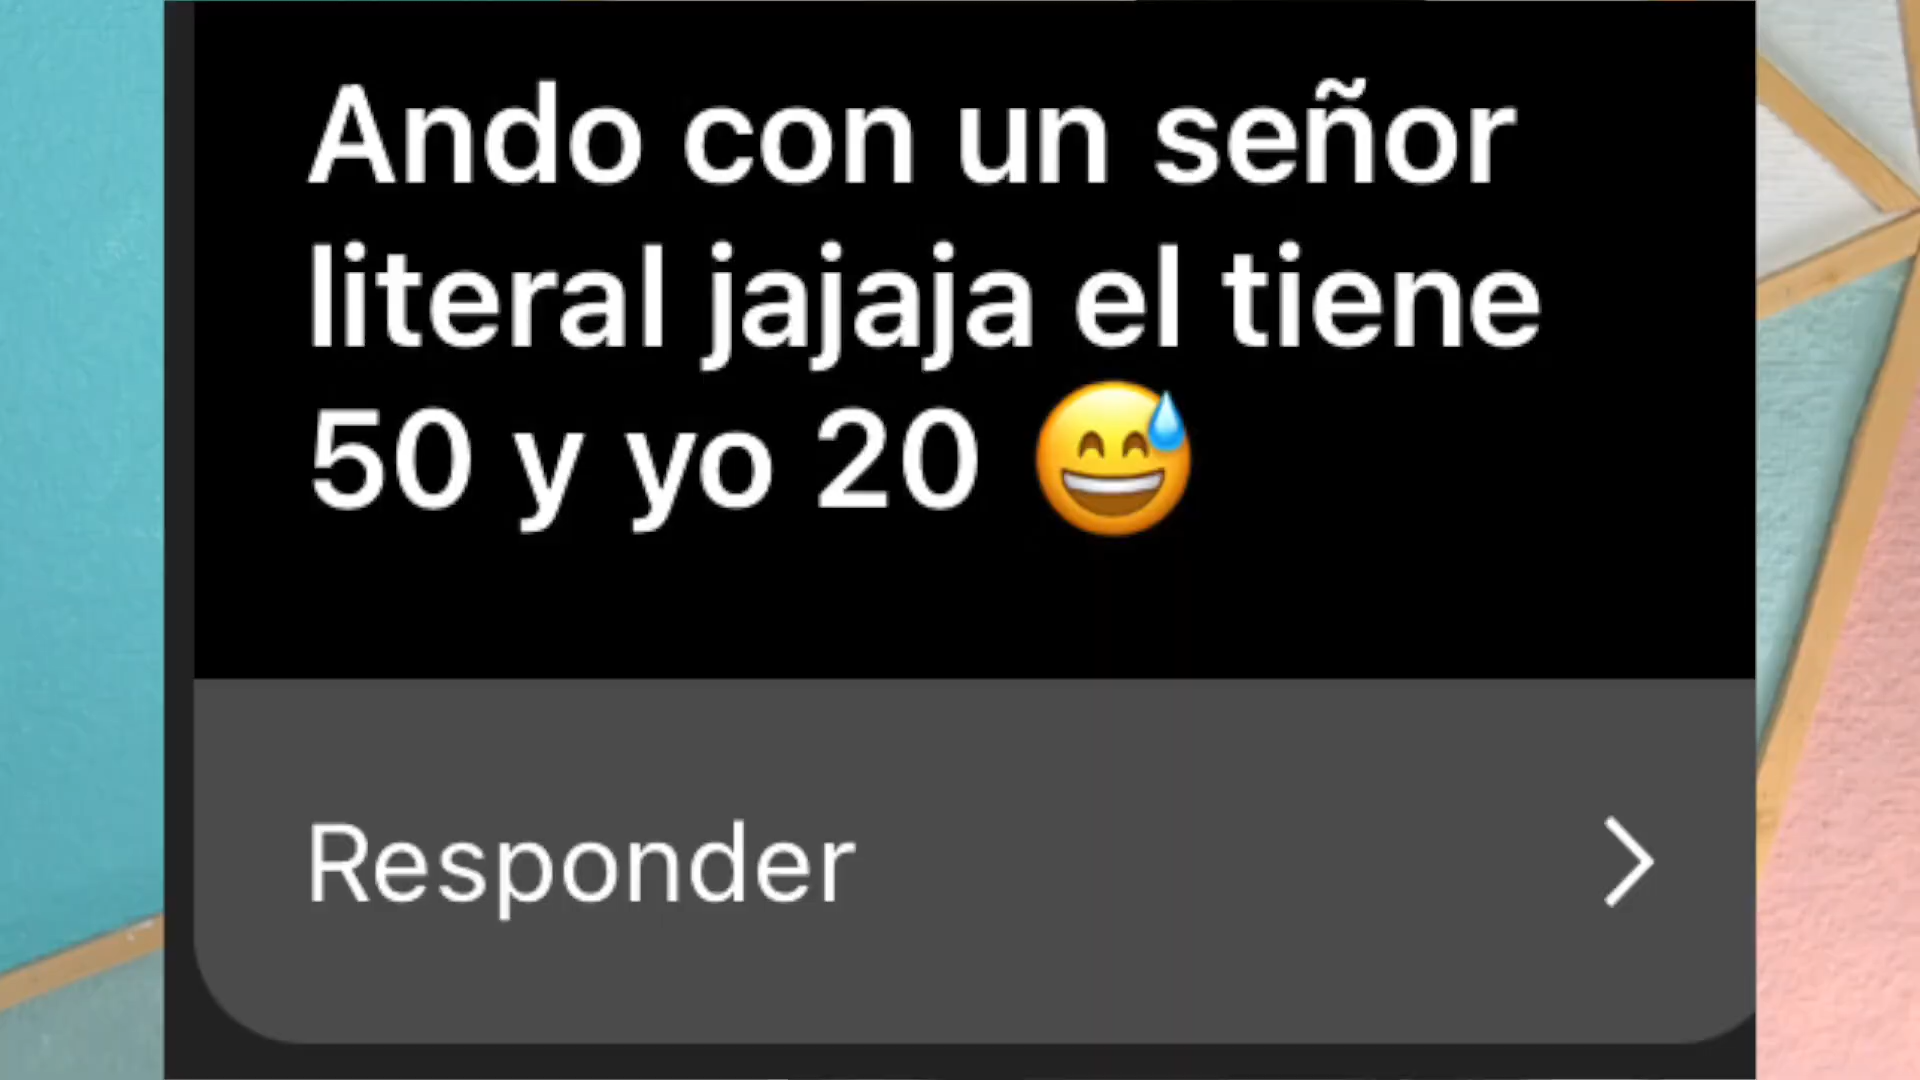 Ando con un señor
literal jajaja el tiene
50 y yo 20 😅
Responder